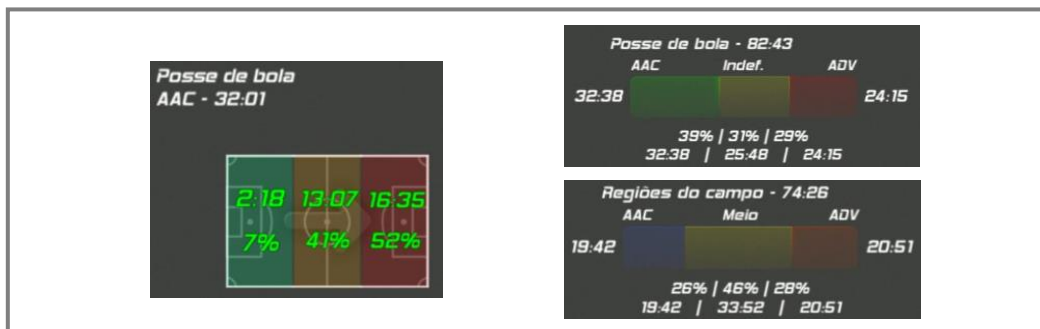 Posse de bola
AAC - 32:01
2:18 13:07 16:35
7% 41% 52%
Posse de bola - 82:43
AAC Indef. ADV
32:38 24:15
39% | 31% | 29%
32:38 | 25:48 | 24:15
Regiões do campo - 74:26
AAC Meio ADV
19:42 20:51
26% | 46% | 28%
19:42 | 33:52 | 20:51